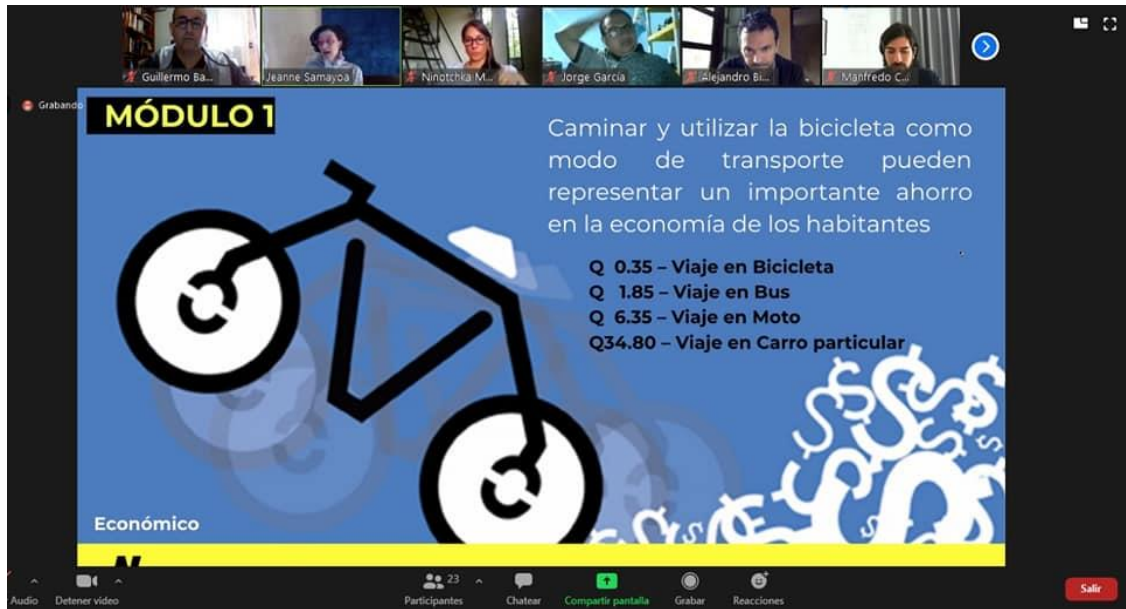 Guillermo Ba...
Jeanne Samayoa
Ninotchka M...
Jorge García
Alejandro Bi...
Manfredo C...
Grabando
MÓDULO 1
Caminar y utilizar la bicicleta como
modo de transporte pueden
representar un importante ahorro
en la economía de los habitantes
Q 0.35 – Viaje en Bicicleta
Q 1.85 – Viaje en Bus
Q 6.35 – Viaje en Moto
Q34.80 – Viaje en Carro particular
Económico
Audio
Detener video
23
Participantes
Chatear
Compartir pantalla
Grabar
Reacciones
Salir